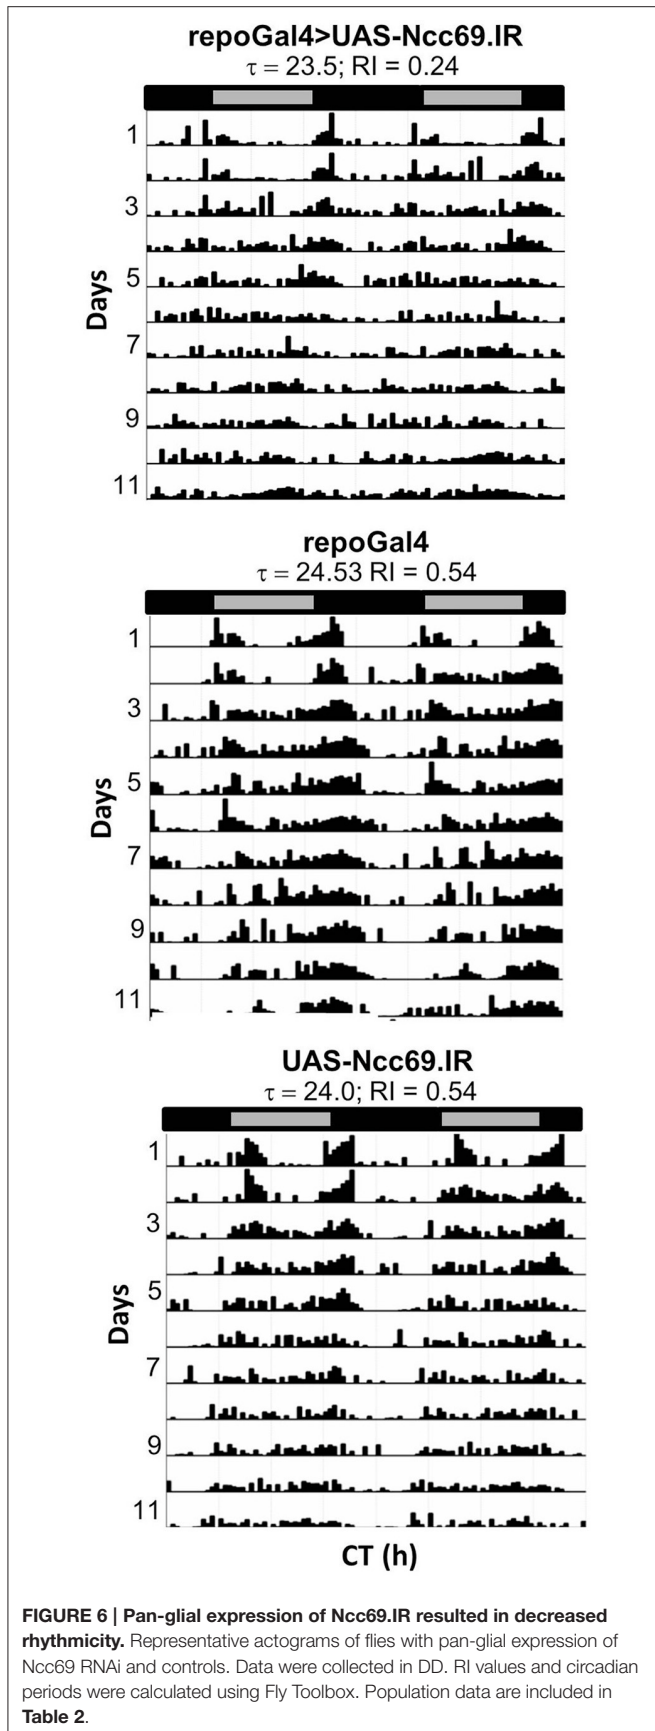 repoGal4>UAS-Ncc69.IR
τ = 23.5; RI = 0.24
1
3
5
7
9
11
Days
repoGal4
τ = 24.53 RI = 0.54
1
3
5
7
9
11
Days
UAS-Ncc69.IR
τ = 24.0; RI = 0.54
1
3
5
7
9
11
Days
CT (h)
FIGURE 6 | Pan-glial expression of Ncc69.IR resulted in decreased
rhythmicity. Representative actograms of flies with pan-glial expression of
Ncc69 RNAi and controls. Data were collected in DD. RI values and circadian
periods were calculated using Fly Toolbox. Population data are included in
Table 2.